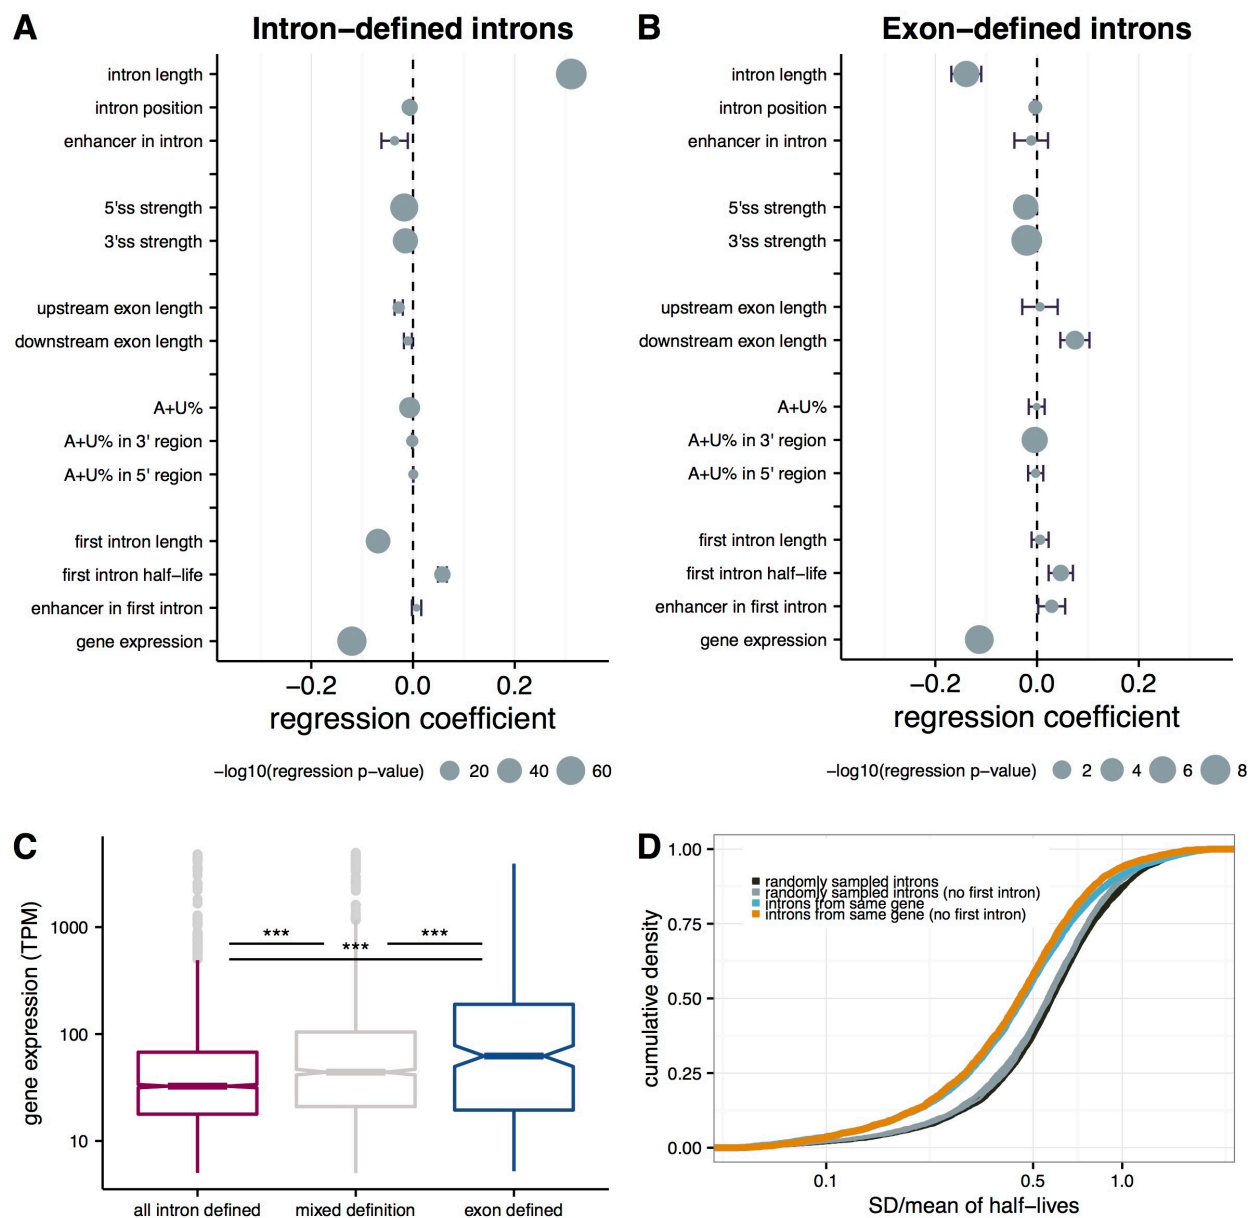 A
Intron–defined introns
intron length
intron position
enhancer in intron
5'ss strength
3'ss strength
upstream exon length
downstream exon length
A+U%
A+U% in 3' region
A+U% in 5' region
first intron length
first intron half–life
enhancer in first intron
gene expression
−0.2 0.0 0.2
regression coefficient
−log10(regression p−value) 20 40 60
B
Exon–defined introns
intron length
intron position
enhancer in intron
5'ss strength
3'ss strength
upstream exon length
downstream exon length
A+U%
A+U% in 3' region
A+U% in 5' region
first intron length
first intron half–life
enhancer in first intron
gene expression
−0.2 0.0 0.2
regression coefficient
−log10(regression p−value) 2 4 6 8
C
gene expression (TPM)
1000
100
10
*** *** ***
all intron defined mixed definition exon defined
D
cumulative density
1.00
0.75
0.50
0.25
0.00
randomly sampled introns
randomly sampled introns (no first intron)
introns from same gene
introns from same gene (no first intron)
0.1 0.5 1.0
SD/mean of half−lives